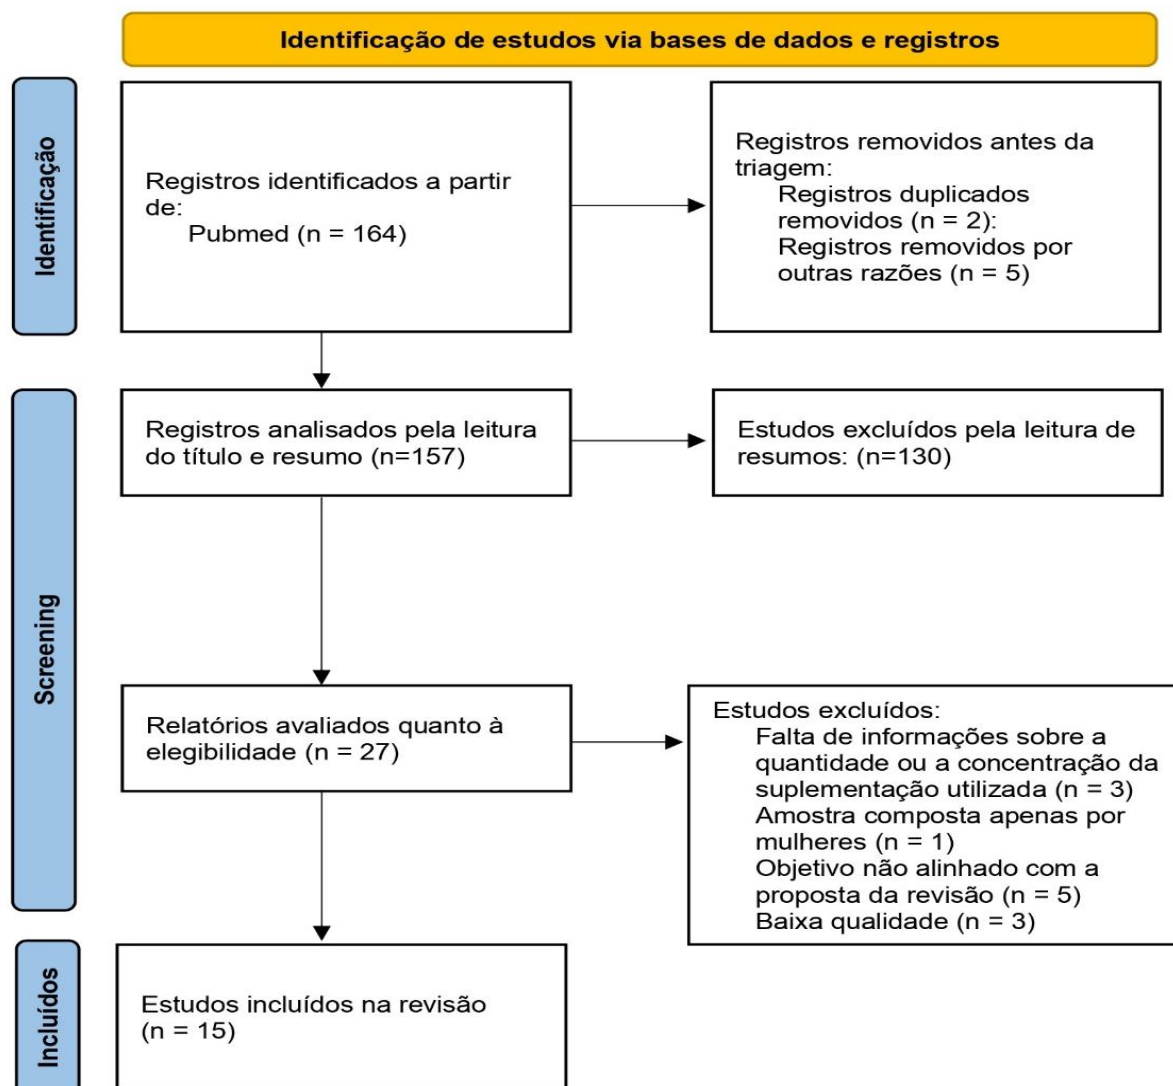 Identificação de estudos via bases de dados e registros
Identificação
Registros identificados a partir
de:
Pubmed (n = 164)
Registros removidos antes da
triagem:
Registros duplicados
removidos (n = 2):
Registros removidos por
outras razões (n = 5)
Screening
Registros analisados pela leitura
do título e resumo (n=157)
Estudos excluídos pela leitura de
resumos: (n=130)
Relatórios avaliados quanto à
elegibilidade (n = 27)
Estudos excluídos:
Falta de informações sobre a
quantidade ou a concentração da
suplementação utilizada (n = 3)
Amostra composta apenas por
mulheres (n = 1)
Objetivo não alinhado com a
proposta da revisão (n = 5)
Baixa qualidade (n = 3)
Incluídos
Estudos incluídos na revisão
(n = 15)